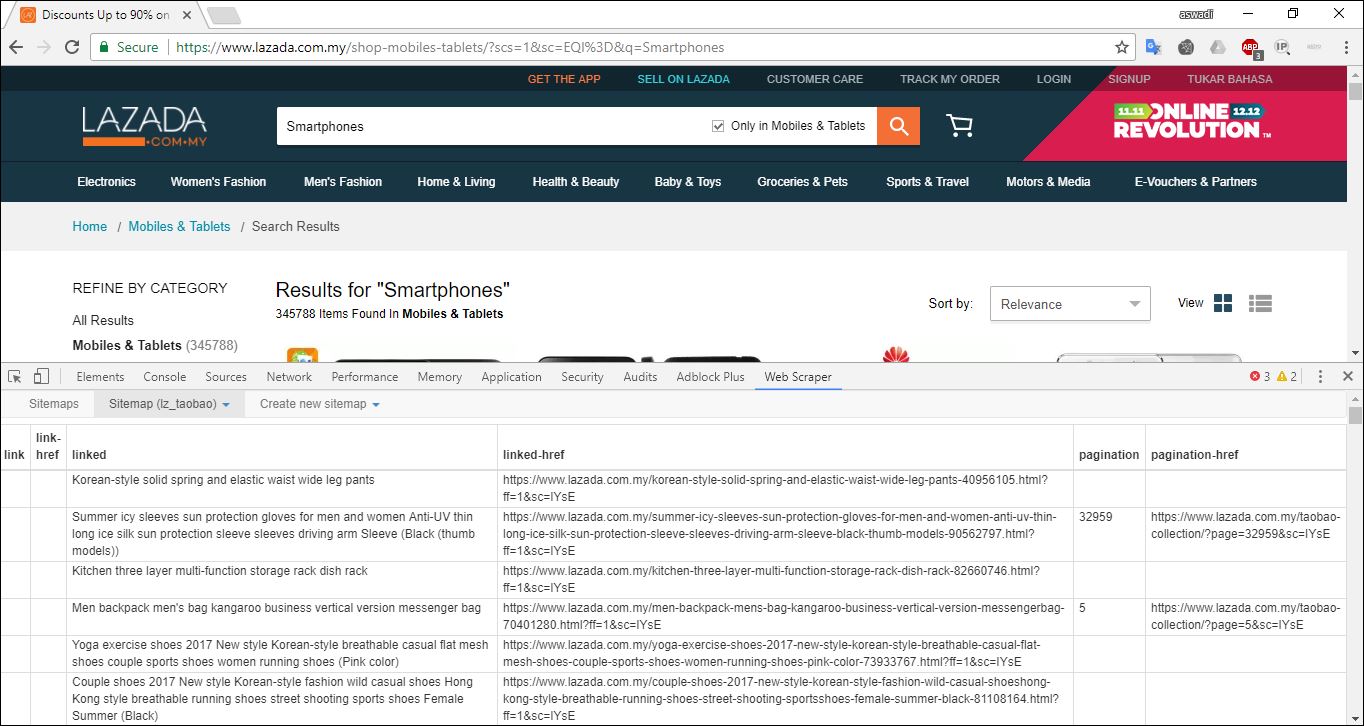 Discounts Up to 90% on
aswadi
Secure
https://www.lazada.com.my/shop-mobiles-tablets/?scs=1&sc=EQI%3D&q=Smartphones
ABP
3
IP
GET THE APP
SELL ON LAZADA
CUSTOMER CARE
TRACK MY ORDER
LOGIN
SIGNUP
TUKAR BAHASA
LAZADA
.COM.MY
Smartphones
Only in Mobiles & Tablets
11.11 ONLINE 12.12
REVOLUTION TM
Electronics
Women's Fashion
Men's Fashion
Home & Living
Health & Beauty
Baby & Toys
Groceries & Pets
Sports & Travel
Motors & Media
E-Vouchers & Partners
Home / Mobiles & Tablets / Search Results
REFINE BY CATEGORY
All Results
Mobiles & Tablets (345788)
Results for "Smartphones"
345788 Items Found In Mobiles & Tablets
Sort by:
Relevance
View
Elements
Console
Sources
Network
Performance
Memory
Application
Security
Audits
Adblock Plus
Web Scraper
3
2
Sitemaps
Sitemap (lz_taobao)
Create new sitemap
link
link-
href
linked
linked-href
pagination
pagination-href
Korean-style solid spring and elastic waist wide leg pants
https://www.lazada.com.my/korean-style-solid-spring-and-elastic-waist-wide-leg-pants-40956105.html?
ff=1&sc=IYsE
Summer icy sleeves sun protection gloves for men and women Anti-UV thin
long ice silk sun protection sleeve sleeves driving arm Sleeve (Black (thumb
models))
https://www.lazada.com.my/summer-icy-sleeves-sun-protection-gloves-for-men-and-women-anti-uv-thin-
long-ice-silk-sun-protection-sleeve-sleeves-driving-arm-sleeve-black-thumb-models-90562797.html?
ff=1&sc=IYsE
32959
https://www.lazada.com.my/taobao-
collection/?page=32959&sc=IYsE
Kitchen three layer multi-function storage rack dish rack
https://www.lazada.com.my/kitchen-three-layer-multi-function-storage-rack-dish-rack-82660746.html?
ff=1&sc=IYsE
Men backpack men's bag kangaroo business vertical version messenger bag
https://www.lazada.com.my/men-backpack-mens-bag-kangaroo-business-vertical-version-messengerbag-
70401280.html?ff=1&sc=IYsE
5
https://www.lazada.com.my/taobao-
collection/?page=5&sc=IYsE
Yoga exercise shoes 2017 New style Korean-style breathable casual flat mesh
shoes couple sports shoes women running shoes (Pink color)
https://www.lazada.com.my/yoga-exercise-shoes-2017-new-style-korean-style-breathable-casual-flat-
mesh-shoes-couple-sports-shoes-women-running-shoes-pink-color-73933767.html?ff=1&sc=IYsE
Couple shoes 2017 New style Korean-style fashion wild casual shoes Hong
Kong style breathable running shoes street shooting sports shoes Female
Summer (Black)
https://www.lazada.com.my/couple-shoes-2017-new-style-korean-style-fashion-wild-casual-shoeshong-
kong-style-breathable-running-shoes-street-shooting-sportsshoes-female-summer-black-81108164.html?
ff=1&sc=IYsE